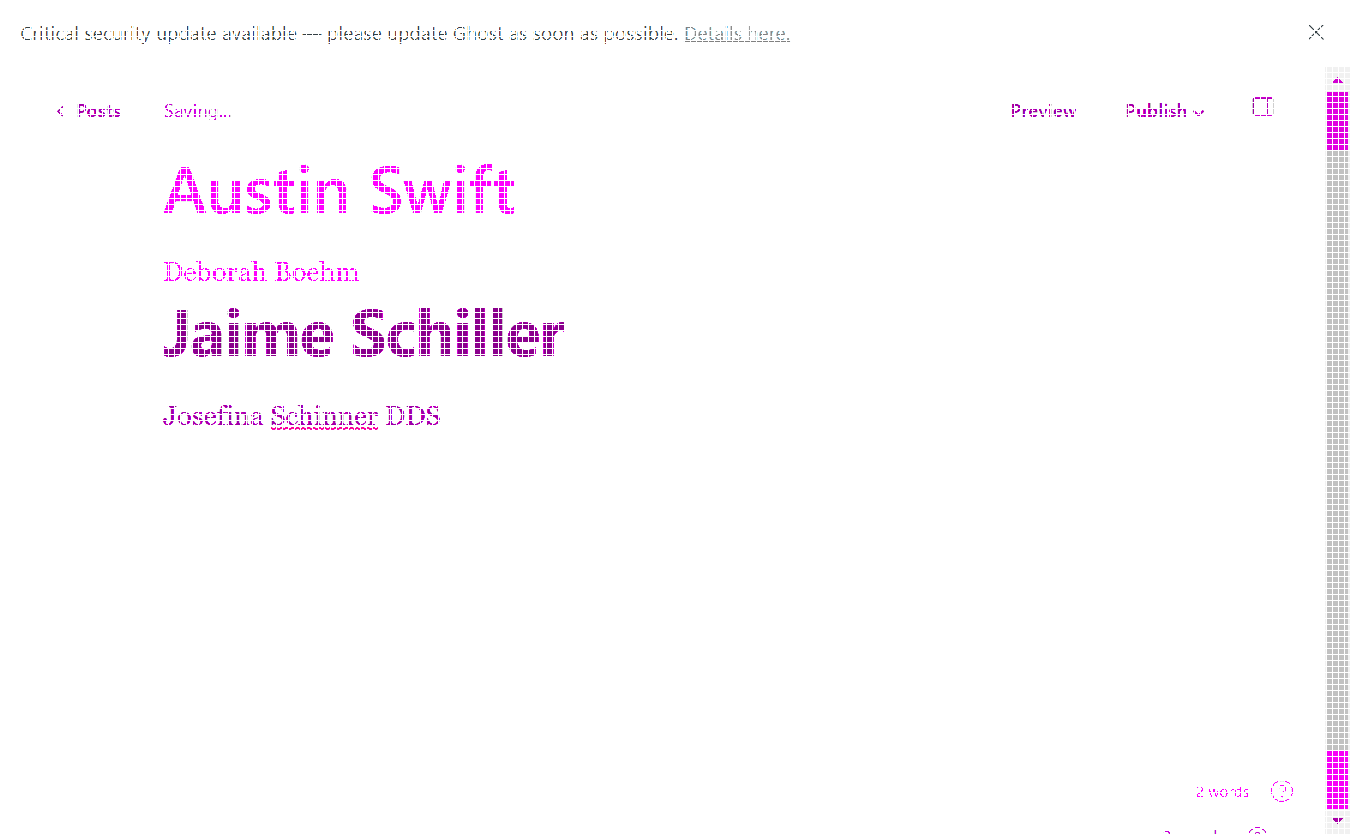 Critical security update available — please update Ghost as soon as possible. Details here.
Posts Saving... Preview Publish
Austin Swift
Deborah Boehm
Jaime Schiller
Josefina Schinner DDS
2 words